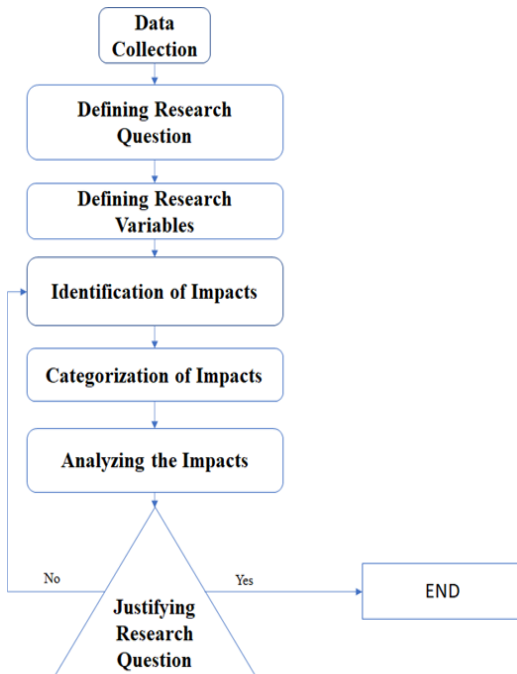 Data
Collection
Defining Research
Question
Defining Research
Variables
Identification of Impacts
Categorization of Impacts
Analyzing the Impacts
No
Yes
END
Justifying
Research
Question